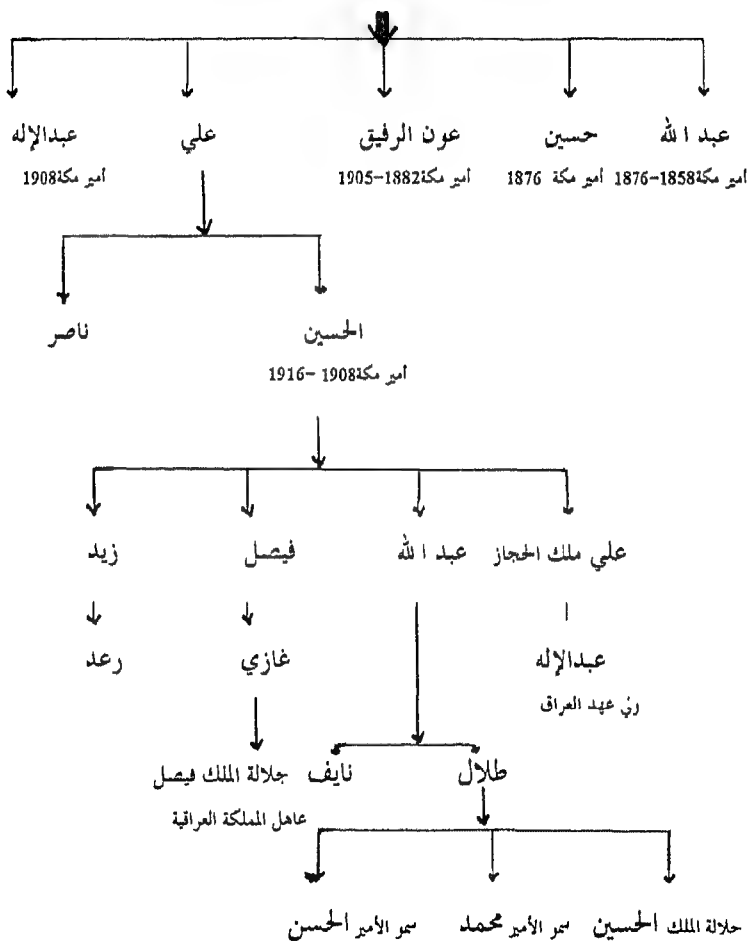 عبد الله حسين عون الرفيق علي عبدالإله
أمير مكة1858-1876 أمير مكة 1876 أمير مكة1882-1905 أمير مكة1908
الحسين ناصر
أمير مكة1908 -1916
علي ملك الحجاز عبد الله فيصل زيد
عبدالإله غازي رعد
رني عهد العراق
طلال نايف جلالة الملك فيصل
عاهل المملكة العراقية
حلالة الملك الحسين سمو الأمير محمد سمو الأمير الحسن